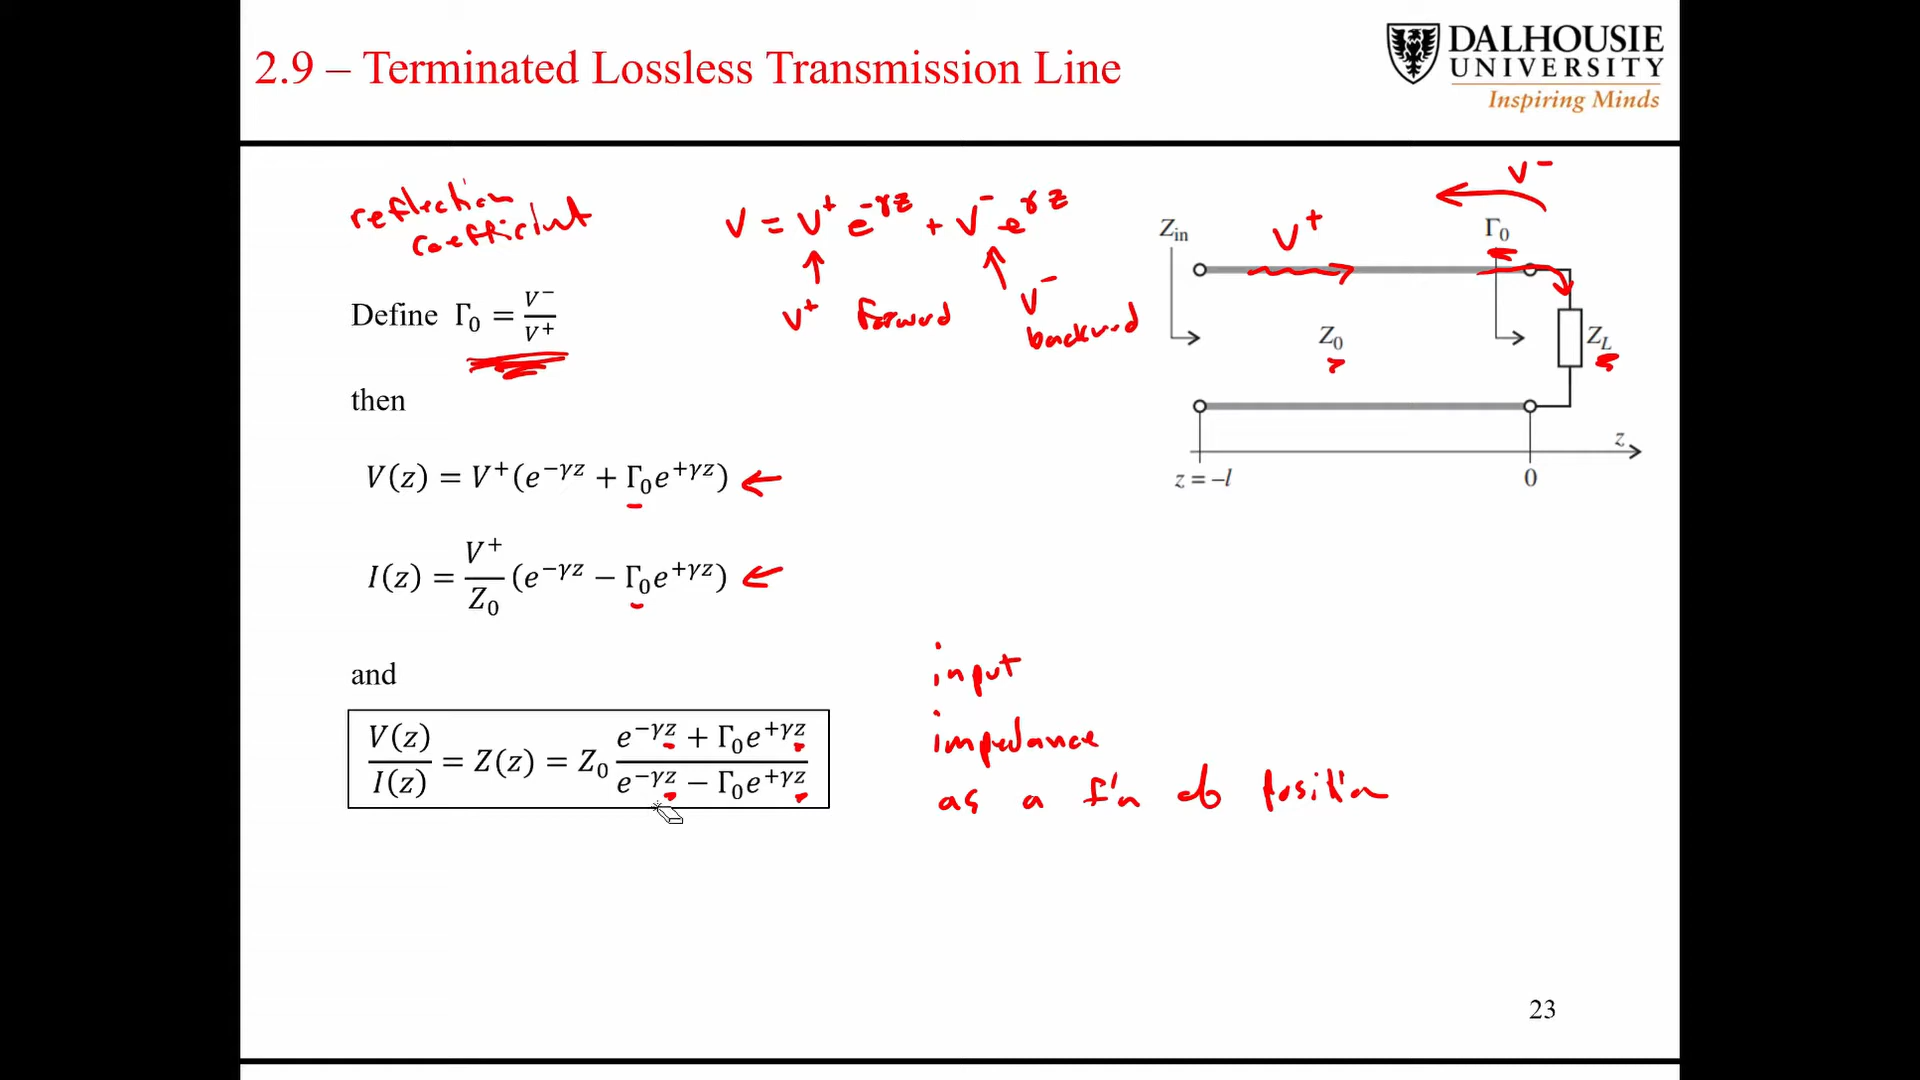 2.9 – Terminated Lossless Transmission Line
DALHOUSIE
UNIVERSITY
Inspiring Minds
reflection
coefficient
V = V⁺ e^{-γz} + V⁻ e^{γz}
V⁺ forward
V⁻
backward
Define Γ₀ = V⁻/V⁺
then
V(z) = V⁺(e^{−γz} + Γ₀e^{+γz})
I(z) = V⁺/Z₀ (e^{−γz} − Γ₀e^{+γz})
and
V(z)/I(z) = Z(z) = Z₀ (e^{−γz} + Γ₀e^{+γz})/(e^{−γz} − Γ₀e^{+γz})
V⁻
V⁺
Z_in
Γ₀
Z₀
Z_L
z
z = –l
0
input
impedance
as a f'n of position
23